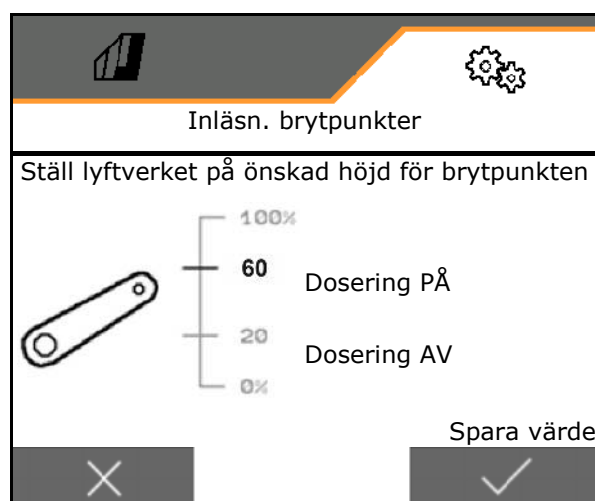 Inläsn. brytpunkter
Ställ lyftverket på önskad höjd för brytpunkten
100%
60
Dosering PÅ
20
Dosering AV
0%
Spara värde